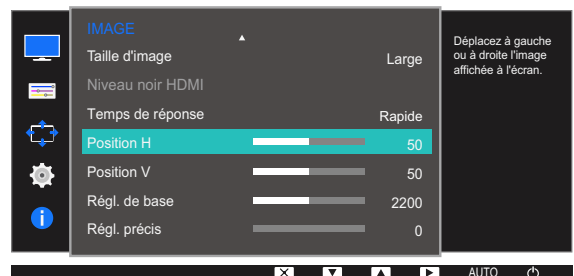 IMAGE
Taille d'image Large
Niveau noir HDMI
Temps de réponse Rapide
Position H 50
Position V 50
Régl. de base 2200
Régl. précis 0
Déplacez à gauche
ou à droite l'image
affichée à l'écran.
AUTO